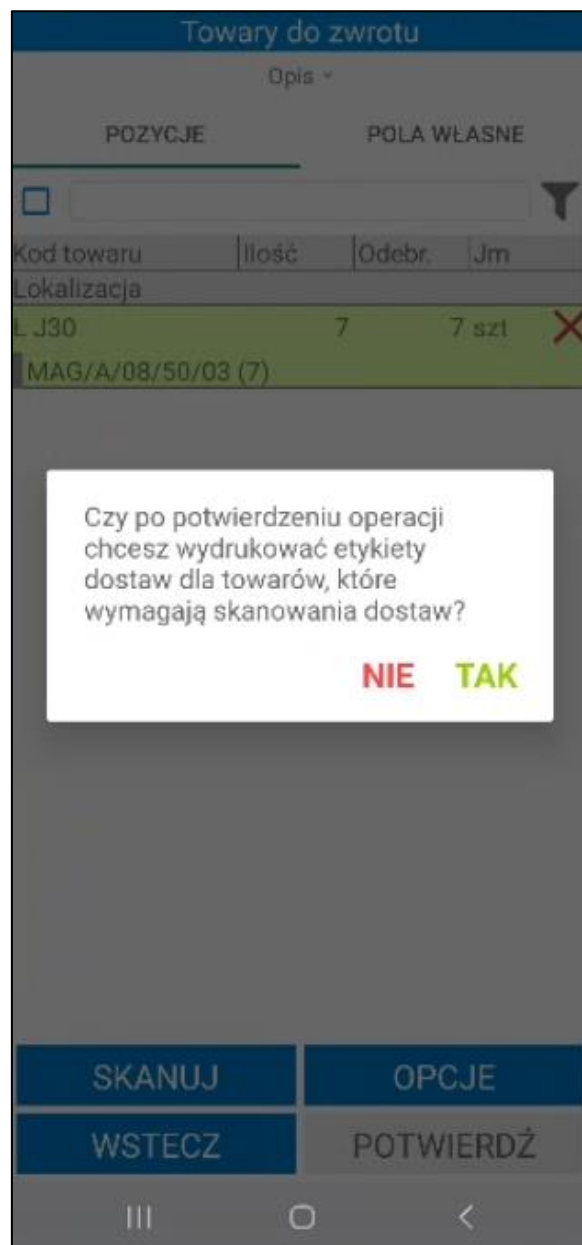 Towary do zwrotu
Opis
POZYCJE POLA WŁASNE
Kod towaru Ilość Odebr. Jm
Lokalizacja
Ł J30 7 7 szt
MAG/A/08/50/03 (7)
Czy po potwierdzeniu operacji
chcesz wydrukować etykiety
dostaw dla towarów, które
wymagają skanowania dostaw?
NIE TAK
SKANUJ OPCJE
WSTECZ POTWIERDŹ